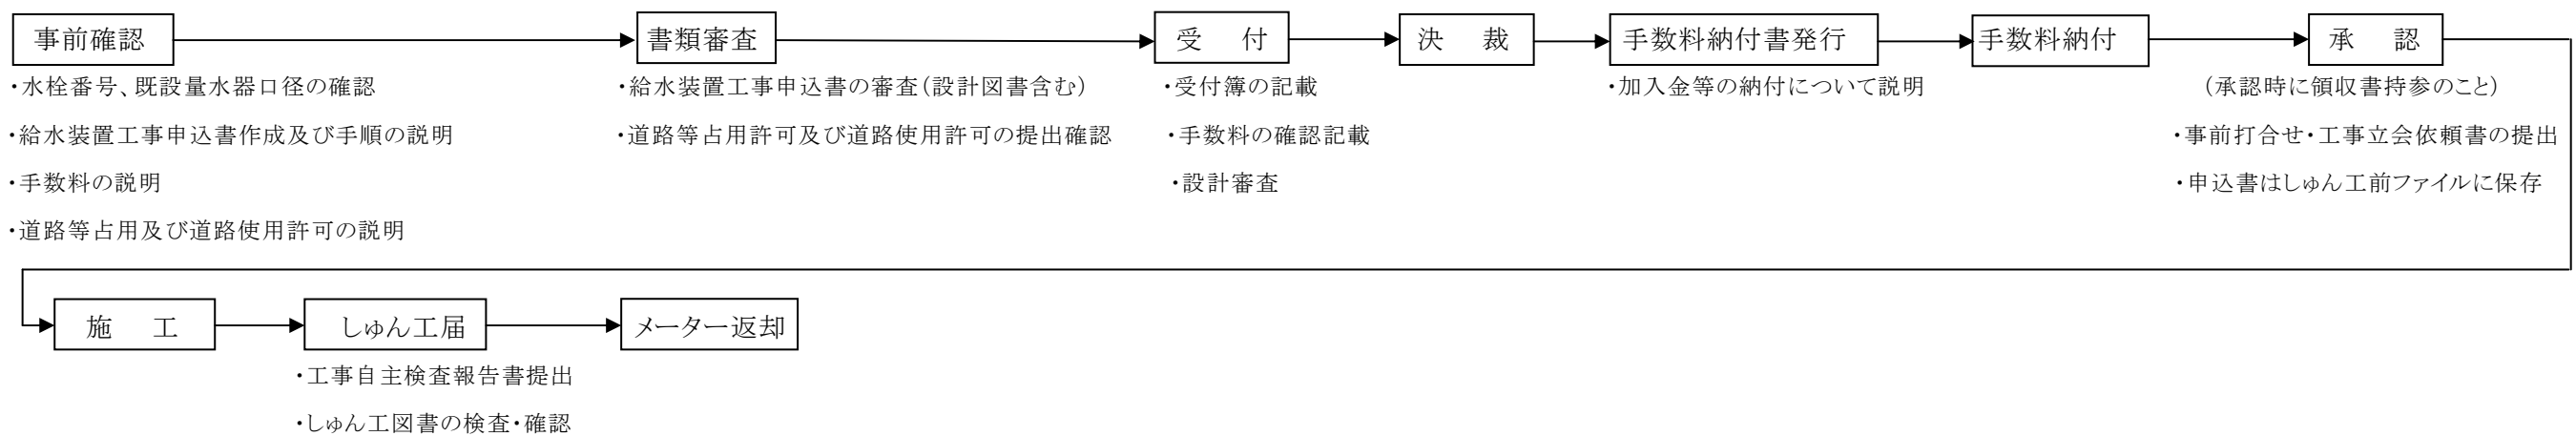 事前確認
書類審査
受　付
決　裁
手数料納付書発行
手数料納付
承　認
・水栓番号、既設量水器口径の確認
・給水装置工事申込書作成及び手順の説明
・手数料の説明
・道路等占用及び道路使用許可の説明
・給水装置工事申込書の審査(設計図書含む)
・道路等占用許可及び道路使用許可の提出確認
・受付簿の記載
・手数料の確認記載
・設計審査
・加入金等の納付について説明
(承認時に領収書持参のこと)
・事前打合せ・工事立会依頼書の提出
・申込書はしゅん工前ファイルに保存
施　工
しゅん工届
メーター返却
・工事自主検査報告書提出
・しゅん工図書の検査・確認